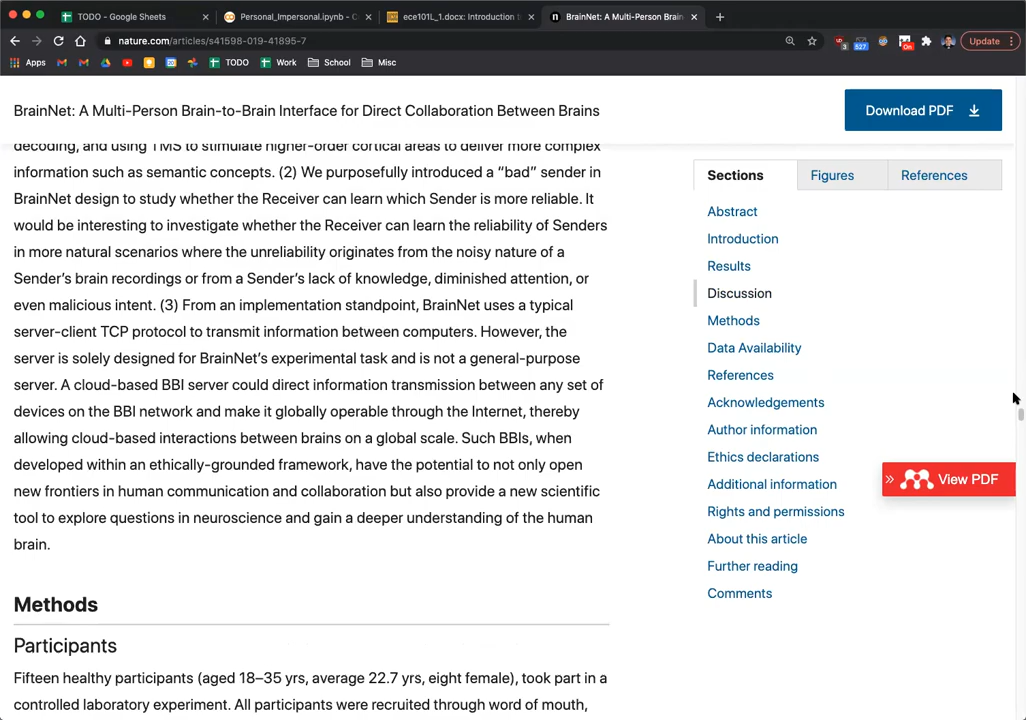 TODO - Google Sheets
Personal_Impersonal.ipynb - C
ece101L_1.docx: Introduction t
n
BrainNet: A Multi-Person Brain
nature.com/articles/s41598-019-41895-7
3
527
On
Update
Apps
TODO
Work
School
Misc
BrainNet: A Multi-Person Brain-to-Brain Interface for Direct Collaboration Between Brains
Download PDF
decoding, and using TMS to stimulate higher-order cortical areas to deliver more complex
information such as semantic concepts. (2) We purposefully introduced a “bad” sender in
BrainNet design to study whether the Receiver can learn which Sender is more reliable. It
would be interesting to investigate whether the Receiver can learn the reliability of Senders
in more natural scenarios where the unreliability originates from the noisy nature of a
Sender’s brain recordings or from a Sender’s lack of knowledge, diminished attention, or
even malicious intent. (3) From an implementation standpoint, BrainNet uses a typical
server-client TCP protocol to transmit information between computers. However, the
server is solely designed for BrainNet’s experimental task and is not a general-purpose
server. A cloud-based BBI server could direct information transmission between any set of
devices on the BBI network and make it globally operable through the Internet, thereby
allowing cloud-based interactions between brains on a global scale. Such BBIs, when
developed within an ethically-grounded framework, have the potential to not only open
new frontiers in human communication and collaboration but also provide a new scientific
tool to explore questions in neuroscience and gain a deeper understanding of the human
brain.
Methods
Participants
Fifteen healthy participants (aged 18–35 yrs, average 22.7 yrs, eight female), took part in a
controlled laboratory experiment. All participants were recruited through word of mouth,
Sections
Figures
References
Abstract
Introduction
Results
Discussion
Methods
Data Availability
References
Acknowledgements
Author information
Ethics declarations
Additional information
Rights and permissions
About this article
Further reading
Comments
» View PDF